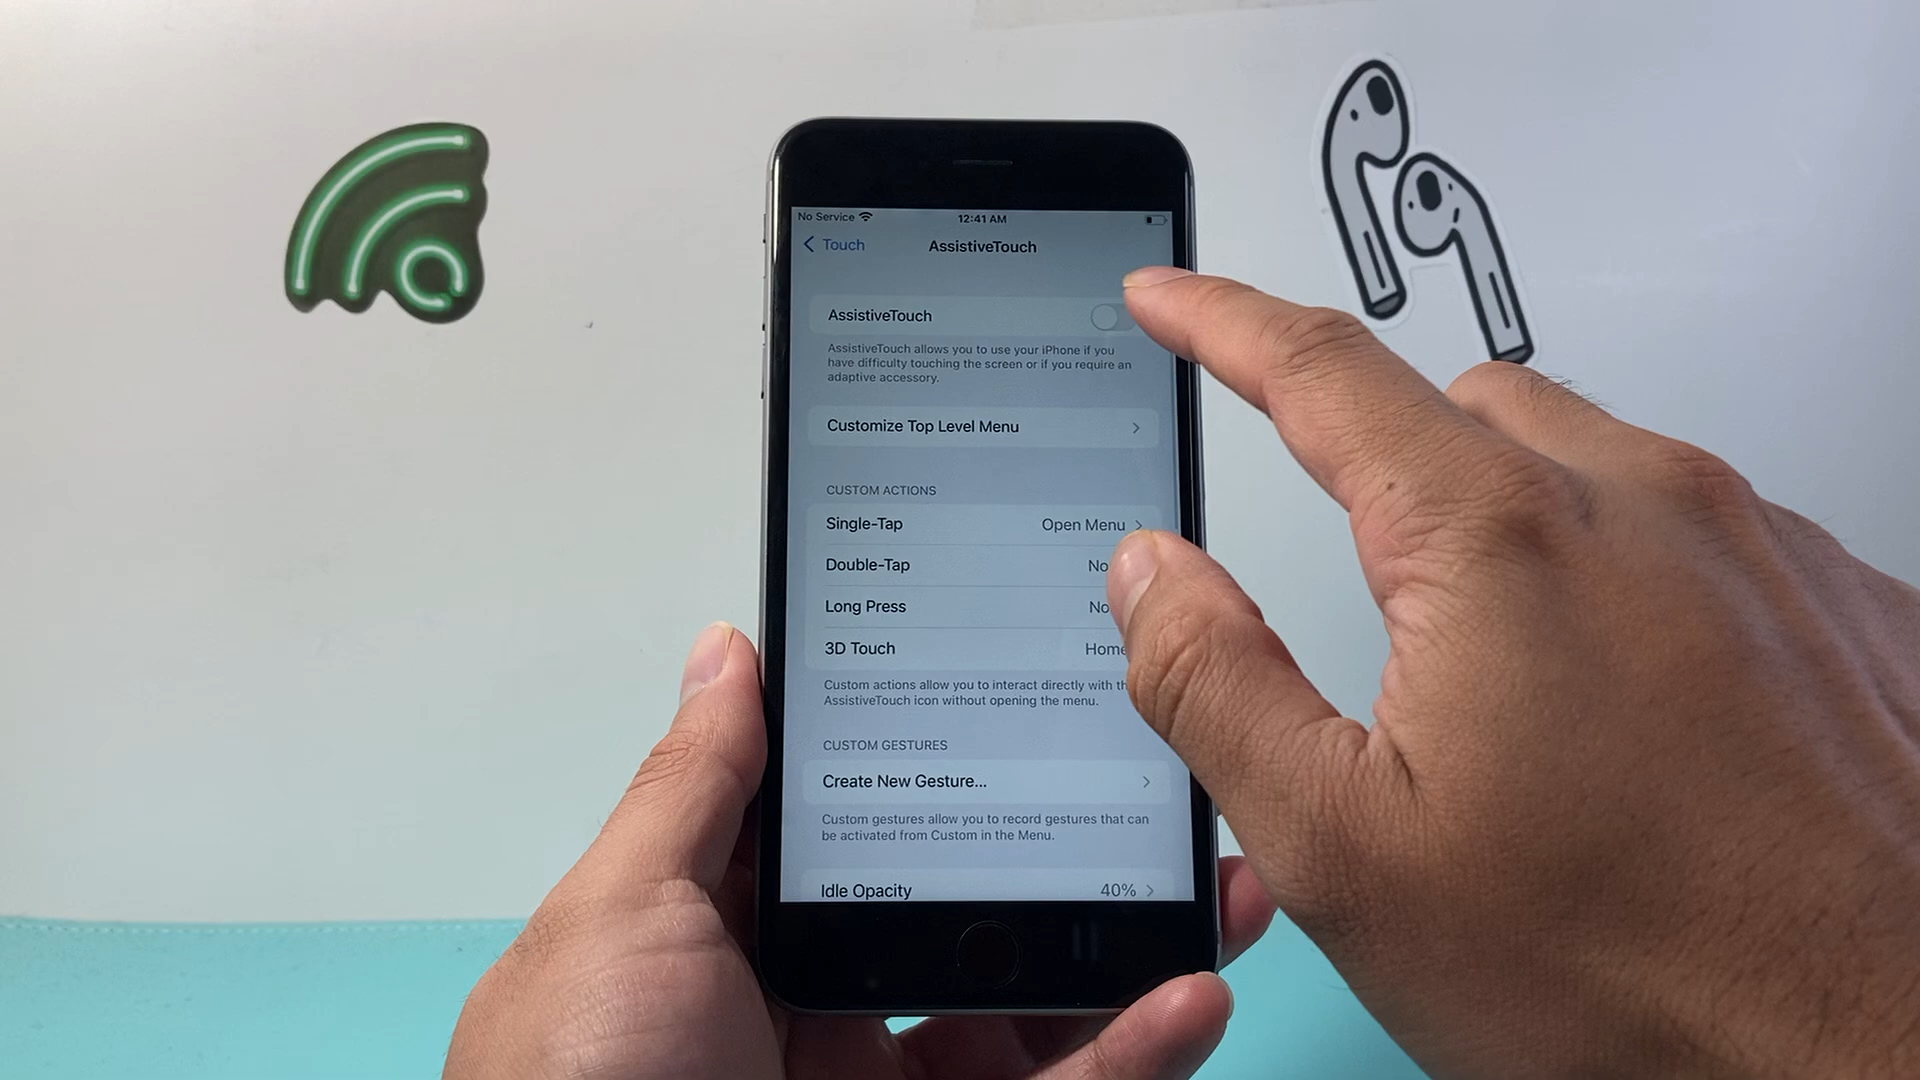 No Service 12:41 AM
Touch AssistiveTouch
AssistiveTouch
AssistiveTouch allows you to use your iPhone if you
have difficulty touching the screen or if you require an
adaptive accessory.
Customize Top Level Menu
CUSTOM ACTIONS
Single-Tap Open Menu
Double-Tap No
Long Press No
3D Touch Home
Custom actions allow you to interact directly with th
AssistiveTouch icon without opening the menu.
CUSTOM GESTURES
Create New Gesture...
Custom gestures allow you to record gestures that can
be activated from Custom in the Menu.
Idle Opacity 40%